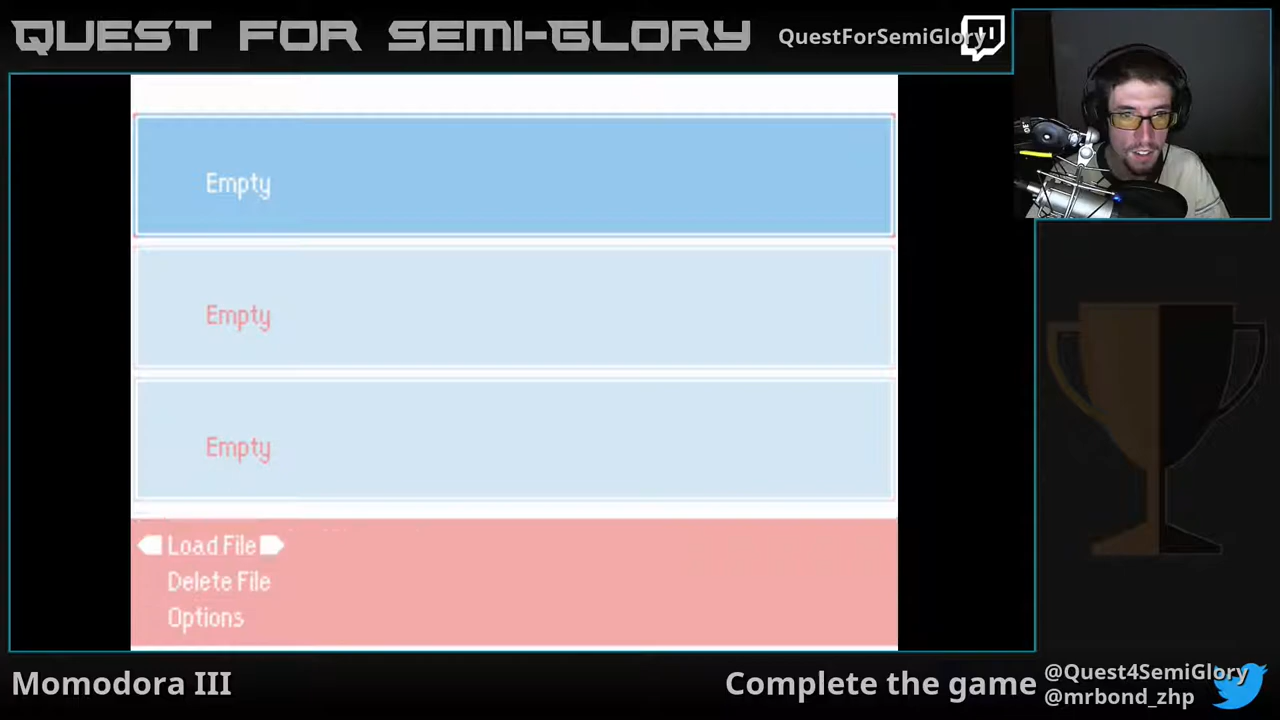 QUEST FOR SEMI-GLORY
QuestForSemiGlory
Empty
Empty
Empty
Load File
Delete File
Options
Momodora III
Complete the game
@Quest4SemiGlory
@mrbond_zhp